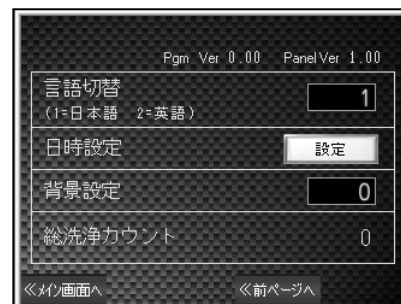 Pgm Ver 0.00 Panel Ver 1.00
言語切替 1
(1=日本語 2=英語)
日時設定 設定
背景設定 0
総洗浄カウント 0
≪メイン画面へ ≪前ページへ